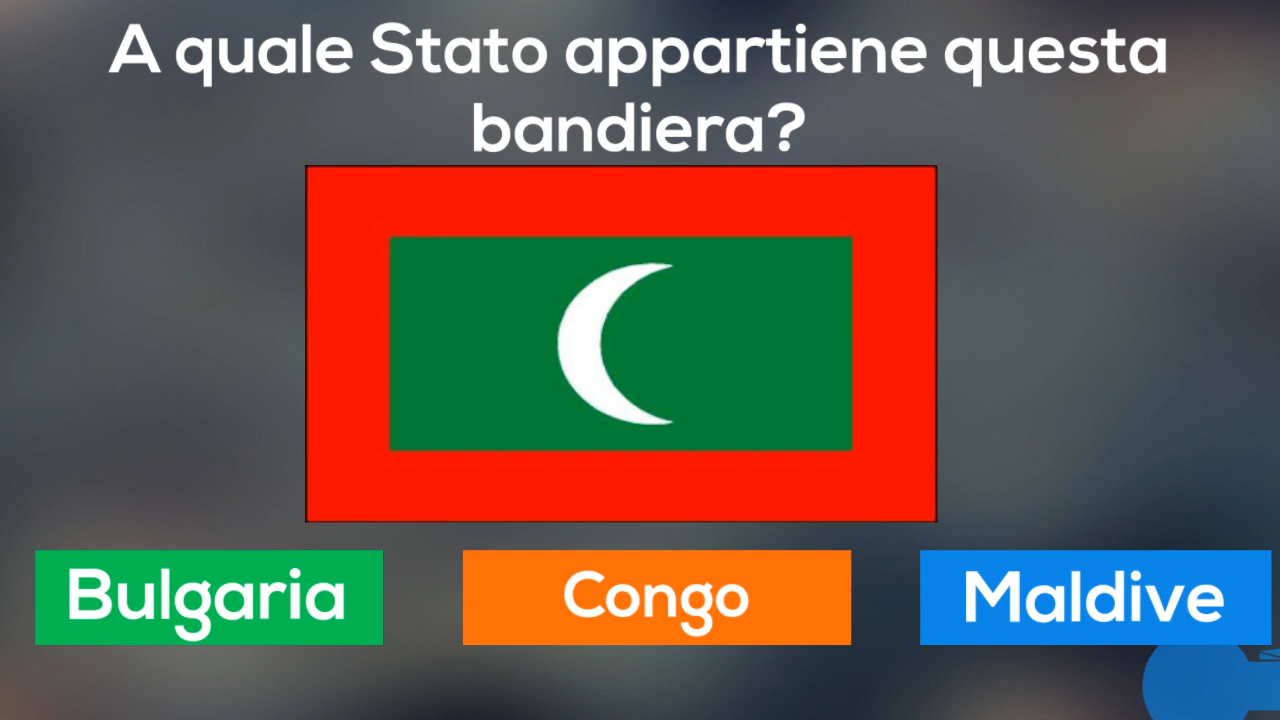 A quale Stato appartiene questa
bandiera?
Bulgaria
Congo
Maldive